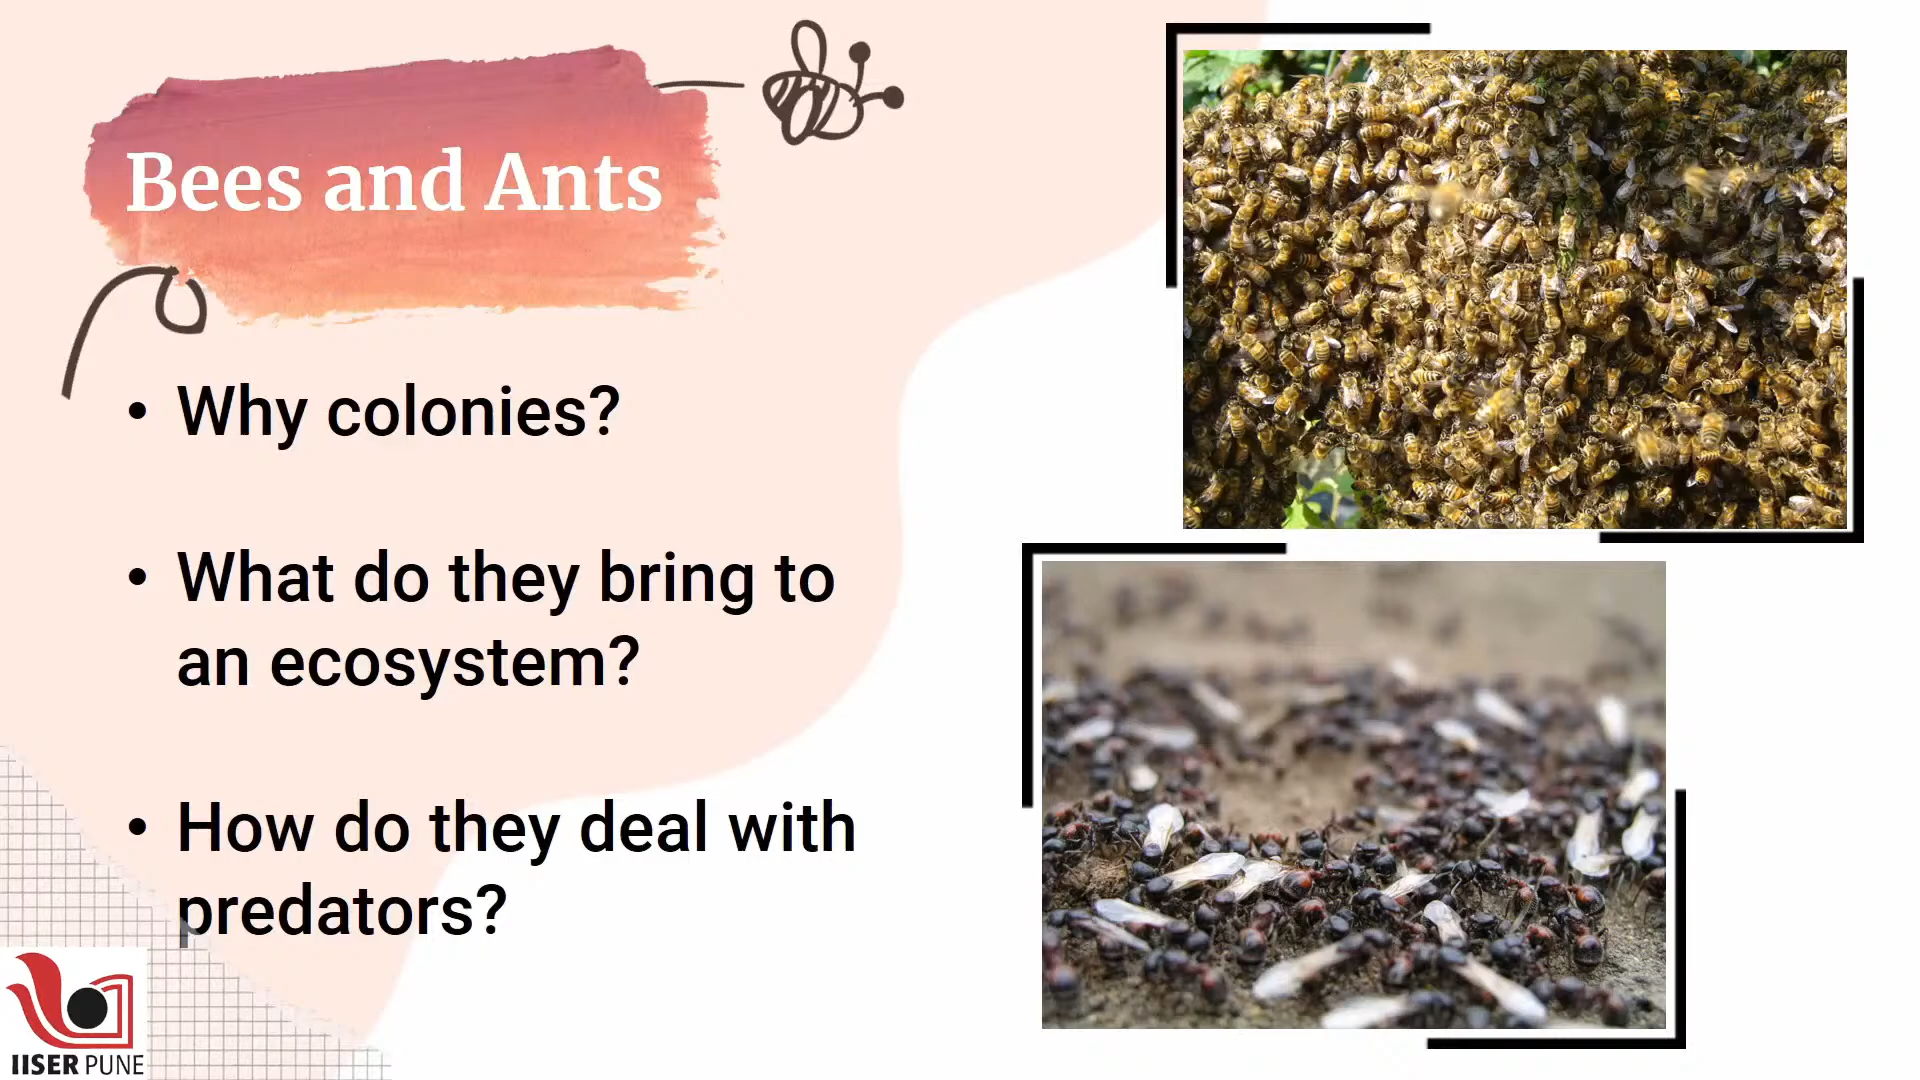 Bees and Ants
• Why colonies?
• What do they bring to
an ecosystem?
• How do they deal with
predators?
IISER PUNE